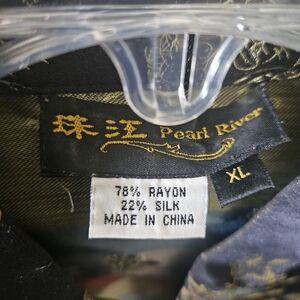 珠江 Pearl River
XL
78% RAYON
22% SILK
MADE IN CHINA